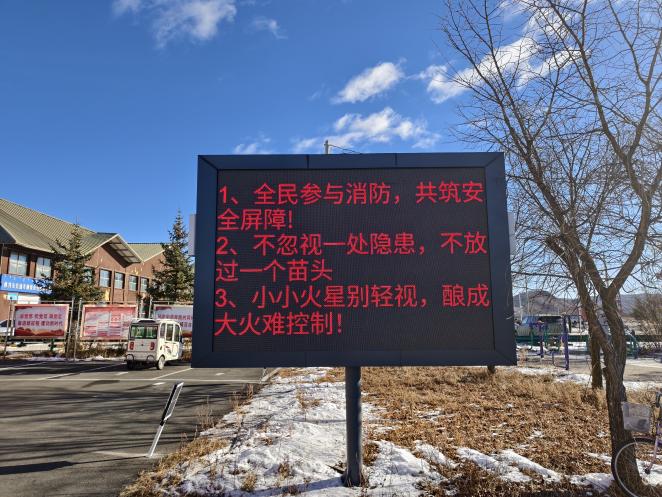 1、全民参与消防，共筑安
全屏障!
2、不忽视一处隐患，不放
过一个苗头
3、小小火星别轻视，酿成
大火难控制!